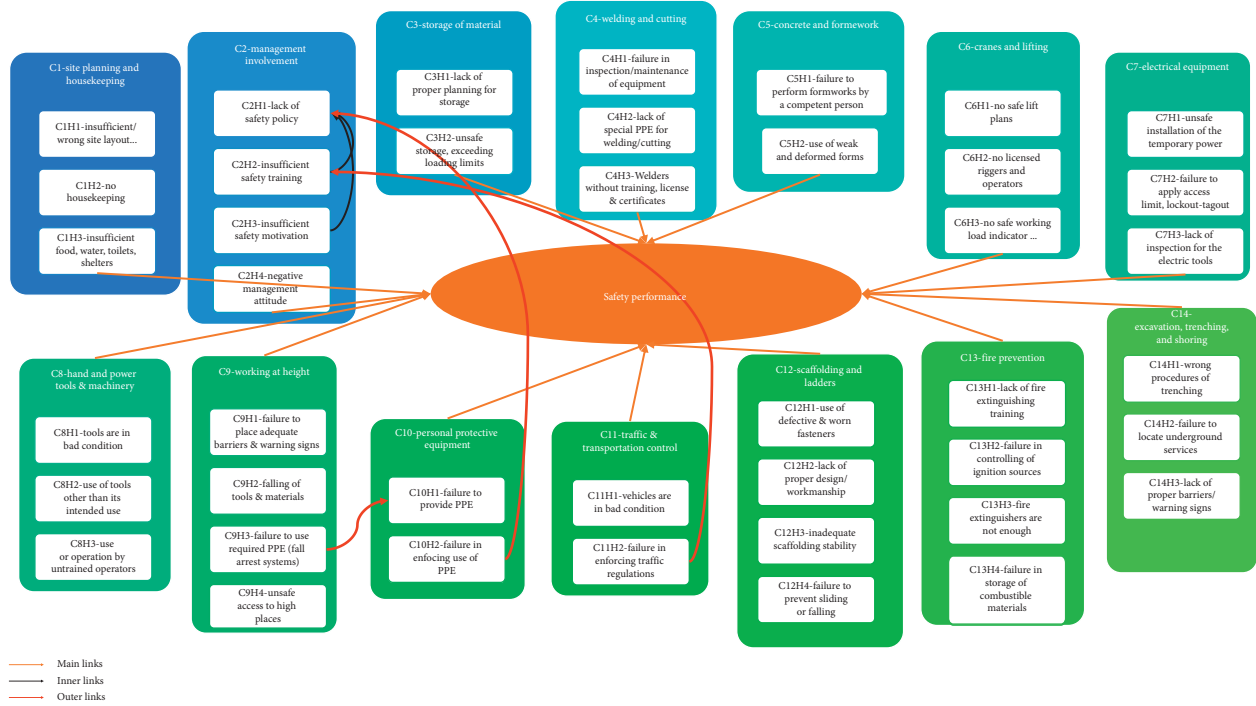 C1-site planning and
housekeeping
C1H1-insufficient/
wrong site layout...
C1H2-no
housekeeping
C1H3-insufficient
food, water, toilets,
shelters
C2-management
involvement
C2H1-lack of
safety policy
C2H2-insufficient
safety training
C2H3-insufficient
safety motivation
C2H4-negative
management
attitude
C3-storage of material
C3H1-lack of
proper planning for
storage
C3H2-unsafe
storage, exceeding
loading limits
C4-welding and cutting
C4H1-failure in
inspection/maintenance
of equipment
C4H2-lack of
special PPE for
welding/cutting
C4H3-Welders
without training, license
& certificates
C5-concrete and formework
C5H1-failure to
perform formworks by
a competent person
C5H2-use of weak
and deformed forms
C6-cranes and lifting
C6H1-no safe lift
plans
C6H2-no licensed
riggers and
operators
C6H3-no safe working
load indicator ...
C7-electrical equipment
C7H1-unsafe
installation of the
temporary power
C7H2-failure to
apply access
limit, lockout-tagout
C7H3-lack of
inspection for the
electric tools
Safety performance
C8-hand and power
tools & machinery
C8H1-tools are in
bad condition
C8H2-use of tools
other than its
intended use
C8H3-use
or operation by
untrained operators
C9-working at height
C9H1-failure to
place adequate
barriers & warning signs
C9H2-falling of
tools & materials
C9H3-failure to use
required PPE (fall
arrest systems)
C9H4-unsafe
access to high
places
C10-personal protective
equipment
C10H1-failure to
provide PPE
C10H2-failure in
enfocing use of
PPE
C11-traffic &
transportation control
C11H1-vehicles are
in bad condition
C11H2-failure in
enforcing traffic
regulations
C12-scaffolding and
ladders
C12H1-use of
defective & worn
fasteners
C12H2-lack of
proper design/
workmanship
C12H3-inadequate
scaffolding stability
C12H4-failure to
prevent sliding
or falling
C13-fire prevention
C13H1-lack of fire
extinguishing
training
C13H2-failure in
controlling of
ignition sources
C13H3-fire
extinguishers are
not enough
C13H4-failure in
storage of
combustible
materials
C14-
excavation, trenching,
and shoring
C14H1-wrong
procedures of
trenching
C14H2-failure to
locate underground
services
C14H3-lack of
proper barriers/
warning signs
Main links
Inner links
Outer links